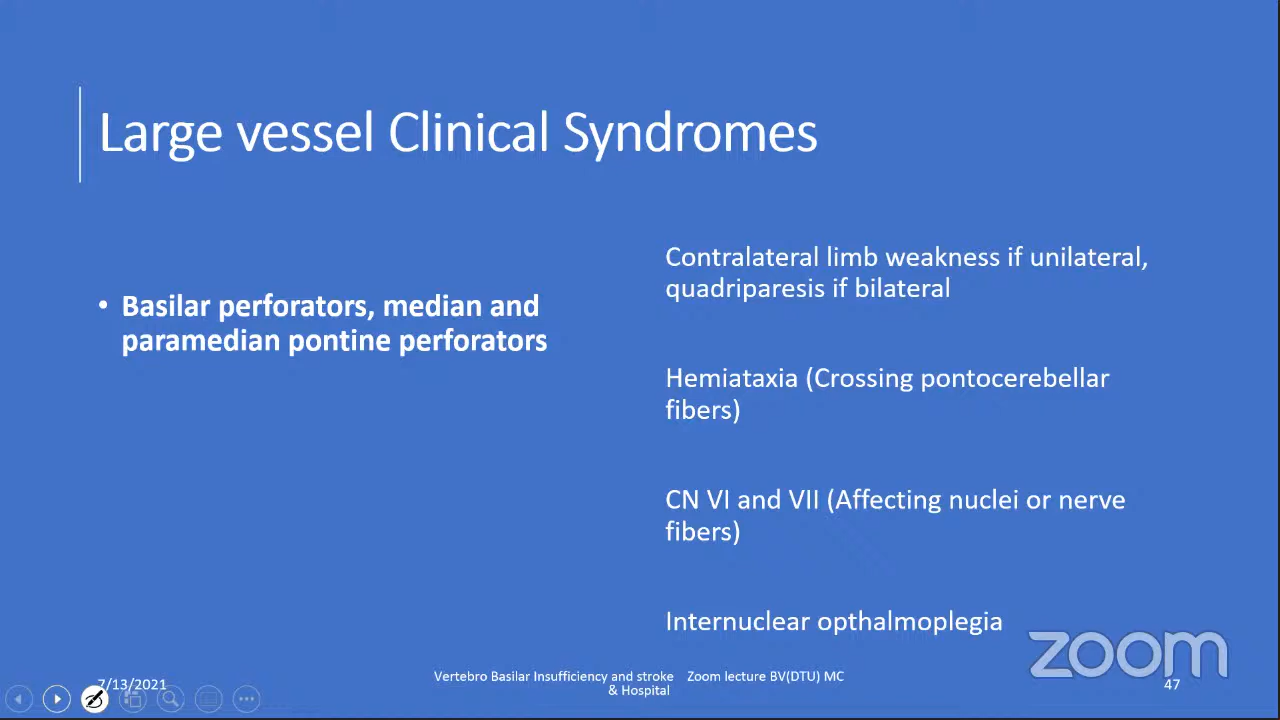 Large vessel Clinical Syndromes
• Basilar perforators, median and
paramedian pontine perforators
Contralateral limb weakness if unilateral,
quadriparesis if bilateral
Hemiataxia (Crossing pontocerebellar
fibers)
CN VI and VII (Affecting nuclei or nerve
fibers)
Internuclear opthalmoplegia
7/13/2021
Vertebro Basilar Insufficiency and stroke Zoom lecture BV(DTU) MC
& Hospital
zoom
47